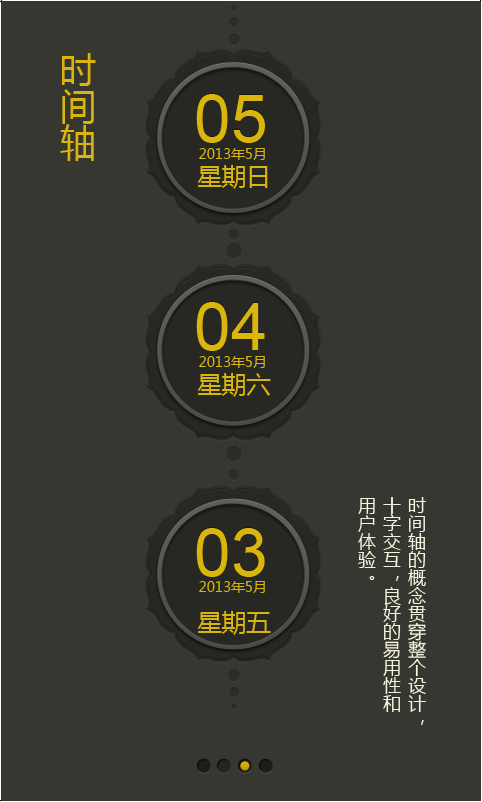 时间轴
05
2013年5月
星期日
04
2013年5月
星期六
03
2013年5月
星期五
时间轴的概念贯穿整个设计，
十字交互，良好的易用性和
用户体验。